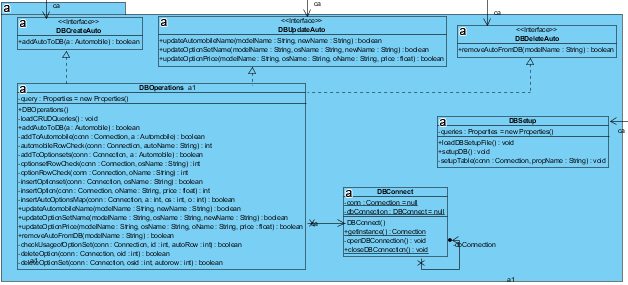 a
ca
ca
ca
a
<<Interface>>
DBCreateAuto
+addAutoToDB(a : Automobile) : boolean
a
<<Interface>>
DBUpdateAuto
+updateAutomobileName(modelName : String, newName : String) : boolean
+updateOptionSetName(modelName : String, osName : String, newName : String) : boolean
+updateOptionPrice(modelName : String, osName : String, oName : String, price : float) : boolean
a
<<Interface>>
DBDeleteAuto
+removeAutoFromDB(modelName : String) : boolean
a
DBOperations a1
-query : Properties = new Properties()
+DBOperations()
-loadCRUDQueries() : void
+addAutoToDB(a : Automobile) : boolean
-addToAutomobile(conn : Connection, a : Automobile) : boolean
-automobileRowCheck(conn : Connection, autoName : String) : int
-addToOptionsets(conn : Connection, a : Automobile) : boolean
-optionsetRowCheck(conn : Connection, osName : String) : int
-optionRowCheck(conn : Connection, oName : String) : int
-insertOptionset(conn : Connection, osName : String) : boolean
-insertOption(conn : Connection, oName : String, price : float) : int
-insertAutoOptionsMap(conn : Connection, a : int, os : int, o : int) : boolean
+updateAutomobileName(modelName : String, newName : String) : boolean
+updateOptionSetName(modelName : String, osName : String, newName : String) : boolean
+updateOptionPrice(modelName : String, osName : String, oName : String, price : float) : boolean
+removeAutoFromDB(modelName : String) : boolean
-checkUsageofOptionSet(conn : Connection, id : int, autoRow : int) : boolean
-deleteOption(conn : Connection, oid : int) : boolean
-deleteOptionSet(conn : Connection, osid : int, autorow : int) : boolean
a1
a
DBSetup
-queries : Properties = new Properties()
+loadDBSetupFile() : void
+setupDB() : void
-setupTable(conn : Connection, propName : String) : void
ca
ca
a
DBConnect
-conn : Connection = null
-dbConnection : DBConnect = null
-DBConnect()
+getInstance() : Connection
-openDBConnection() : void
+closeDBConnection() : void
-dbConnection
a1